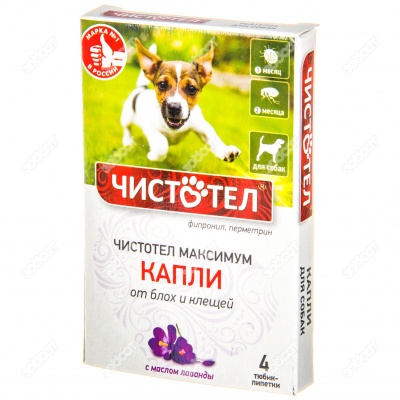 МАРКА №1
В РОССИИ
1 месяц
2 месяца
для собак
ЧИСТОТЕЛ
фипронил, перметрин
ЧИСТОТЕЛ МАКСИМУМ
КАПЛИ
от блох и клещей
с маслом лаванды
4
тюбик-
пипетки
ЧИСТОТЕЛ
КАПЛИ
ДЛЯ СОБАК